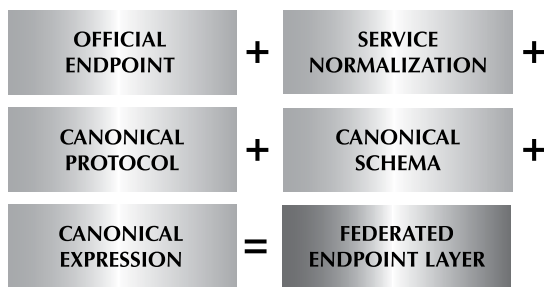 OFFICIAL
ENDPOINT
+
SERVICE
NORMALIZATION
+
CANONICAL
PROTOCOL
+
CANONICAL
SCHEMA
+
CANONICAL
EXPRESSION
=
FEDERATED
ENDPOINT LAYER